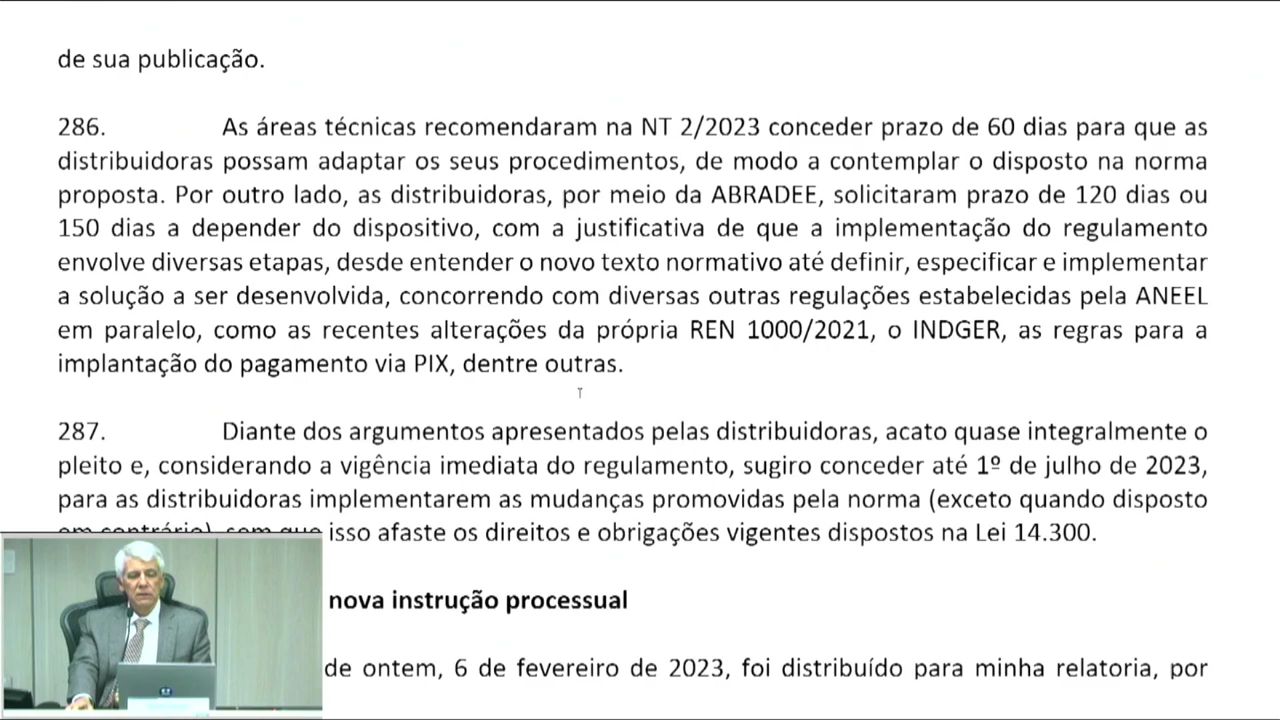 de sua publicação.
286. As áreas técnicas recomendaram na NT 2/2023 conceder prazo de 60 dias para que as
distribuidoras possam adaptar os seus procedimentos, de modo a contemplar o disposto na norma
proposta. Por outro lado, as distribuidoras, por meio da ABRADEE, solicitaram prazo de 120 dias ou
150 dias a depender do dispositivo, com a justificativa de que a implementação do regulamento
envolve diversas etapas, desde entender o novo texto normativo até definir, especificar e implementar
a solução a ser desenvolvida, concorrendo com diversas outras regulações estabelecidas pela ANEEL
em paralelo, como as recentes alterações da própria REN 1000/2021, o INDGER, as regras para a
implantação do pagamento via PIX, dentre outras.
287. Diante dos argumentos apresentados pelas distribuidoras, acato quase integralmente o
pleito e, considerando a vigência imediata do regulamento, sugiro conceder até 1º de julho de 2023,
para as distribuidoras implementarem as mudanças promovidas pela norma (exceto quando disposto
em contrário), sem que isso afaste os direitos e obrigações vigentes dispostos na Lei 14.300.
nova instrução processual
de ontem, 6 de fevereiro de 2023, foi distribuído para minha relatoria, por